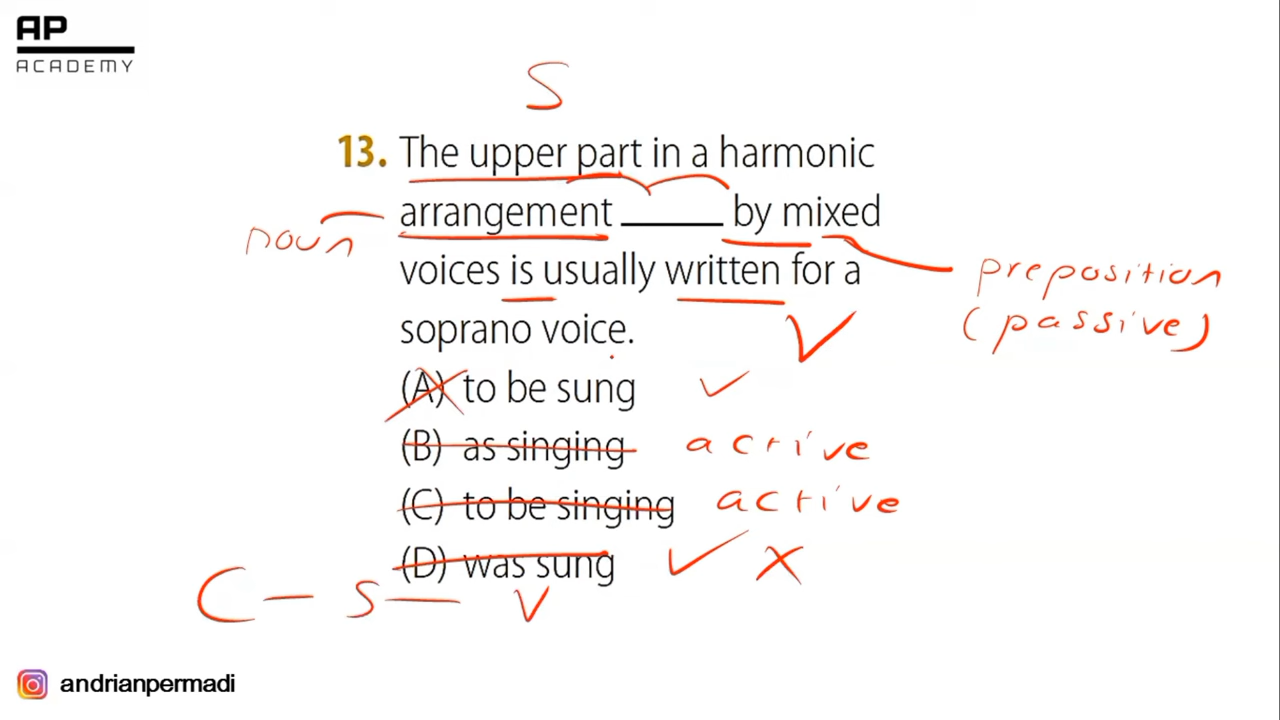 AP
ACADEMY
S
13. The upper part in a harmonic
arrangement ______ by mixed
noun
voices is usually written for a
preposition
soprano voice.
(passive)
(A) to be sung
(B) as singing
active
(C) to be singing
active
(D) was sung
C – S – V
andrianpermadi